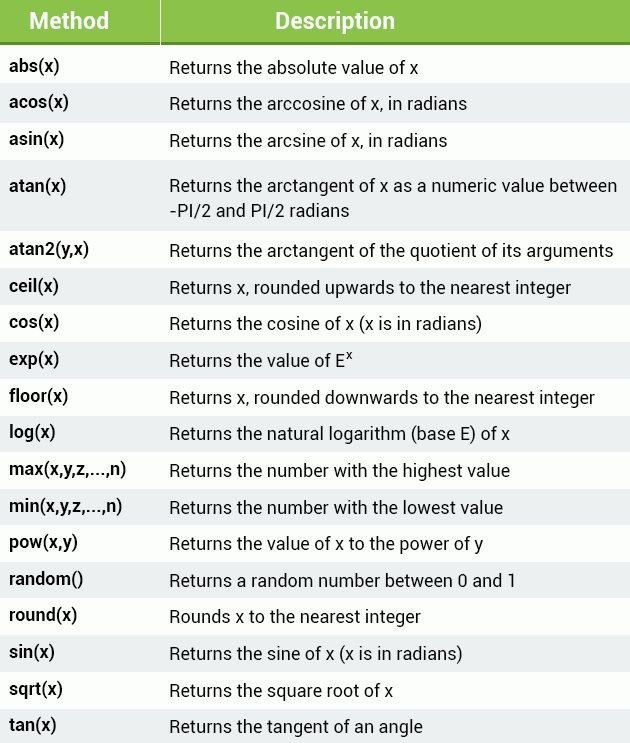 Method Description
abs(x) Returns the absolute value of x
acos(x) Returns the arccosine of x, in radians
asin(x) Returns the arcsine of x, in radians
atan(x) Returns the arctangent of x as a numeric value between
-PI/2 and PI/2 radians
atan2(y,x) Returns the arctangent of the quotient of its arguments
ceil(x) Returns x, rounded upwards to the nearest integer
cos(x) Returns the cosine of x (x is in radians)
exp(x) Returns the value of Eˣ
floor(x) Returns x, rounded downwards to the nearest integer
log(x) Returns the natural logarithm (base E) of x
max(x,y,z,...,n) Returns the number with the highest value
min(x,y,z,...,n) Returns the number with the lowest value
pow(x,y) Returns the value of x to the power of y
random() Returns a random number between 0 and 1
round(x) Rounds x to the nearest integer
sin(x) Returns the sine of x (x is in radians)
sqrt(x) Returns the square root of x
tan(x) Returns the tangent of an angle